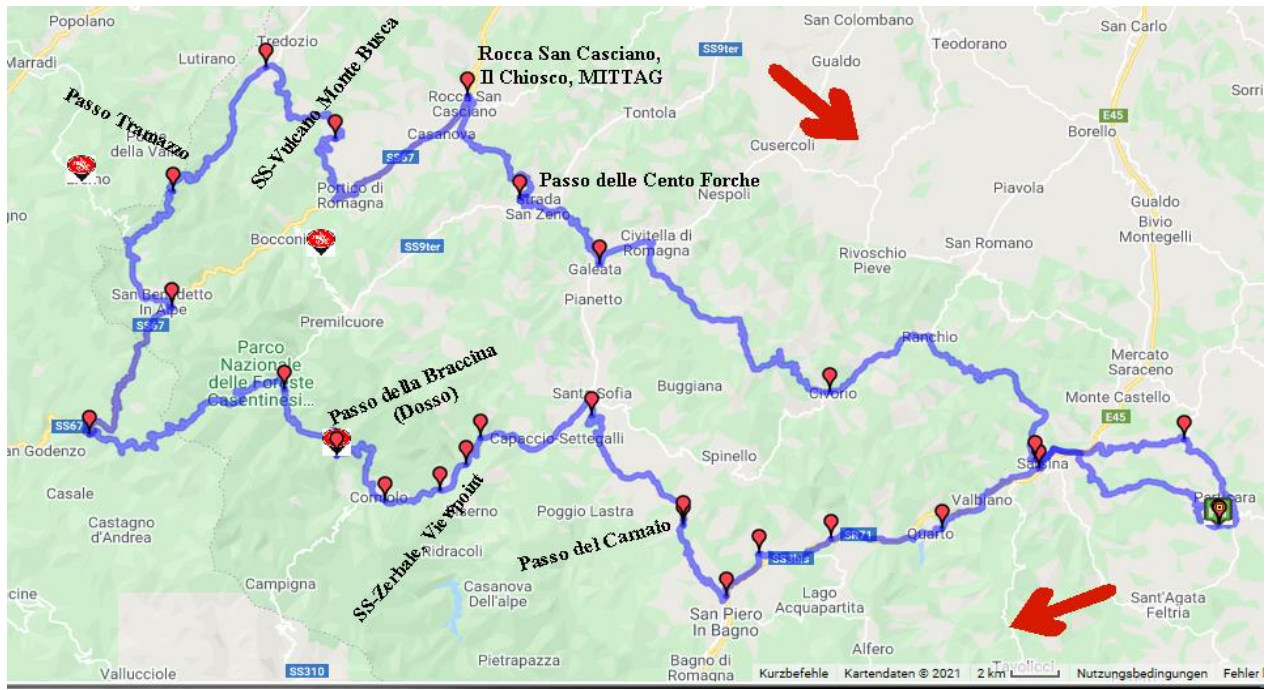 Popolano
San Colombano
San Carlo
Tredozio
SS9ter
Teodorano
Gualdo
Lutirano
Marradi
Rocca San Casciano,
Il Chiosco, MITTAG
Rocca San
Casciano
Tontola
E45
Borello
SS-Vulcano Monte Busca
Passo Tramazzo
della Valle
Casanova
SS67
Cusercoli
Portico di
Romagna
Passo delle Cento Forche
Strada
San Zeno
Nespoli
Piavola
Gualdo
Bivio
Montegelli
Bocconi
SS9ter
Civitella di
Romagna
San Romano
Rivoschio
Pieve
Galeata
Pianetto
San Benedetto
In Alpe
SS67
Premilcuore
Ranchio
Parco
Nazionale
delle Foreste
Casentinesi...
Mercato
Saraceno
Passo della Braccina
(Dosso)
Santa Sofia
Buggiana
Civorio
Monte Castello
E45
SS67
San Godenzo
Capaccio-Settegalli
Spinello
Sarsina
Casale
Corniolo
Valbiano
Perticara
Castagno
d'Andrea
SS-Zerbale Viewpoint
Poggio Lastra
Passo del Carnaio
Quarto
SR71
Ridracoli
SS3bis
Campigna
Casanova
Dell'alpe
San Piero
In Bagno
Lago
Acquapartita
Sant'Agata
Feltria
Alfero
Vallucciole
SS310
Pietrapazza
Bagno di
Romagna
Tavolicci
Kurzbefehle
Kartendaten © 2021
2 km
Nutzungsbedingungen